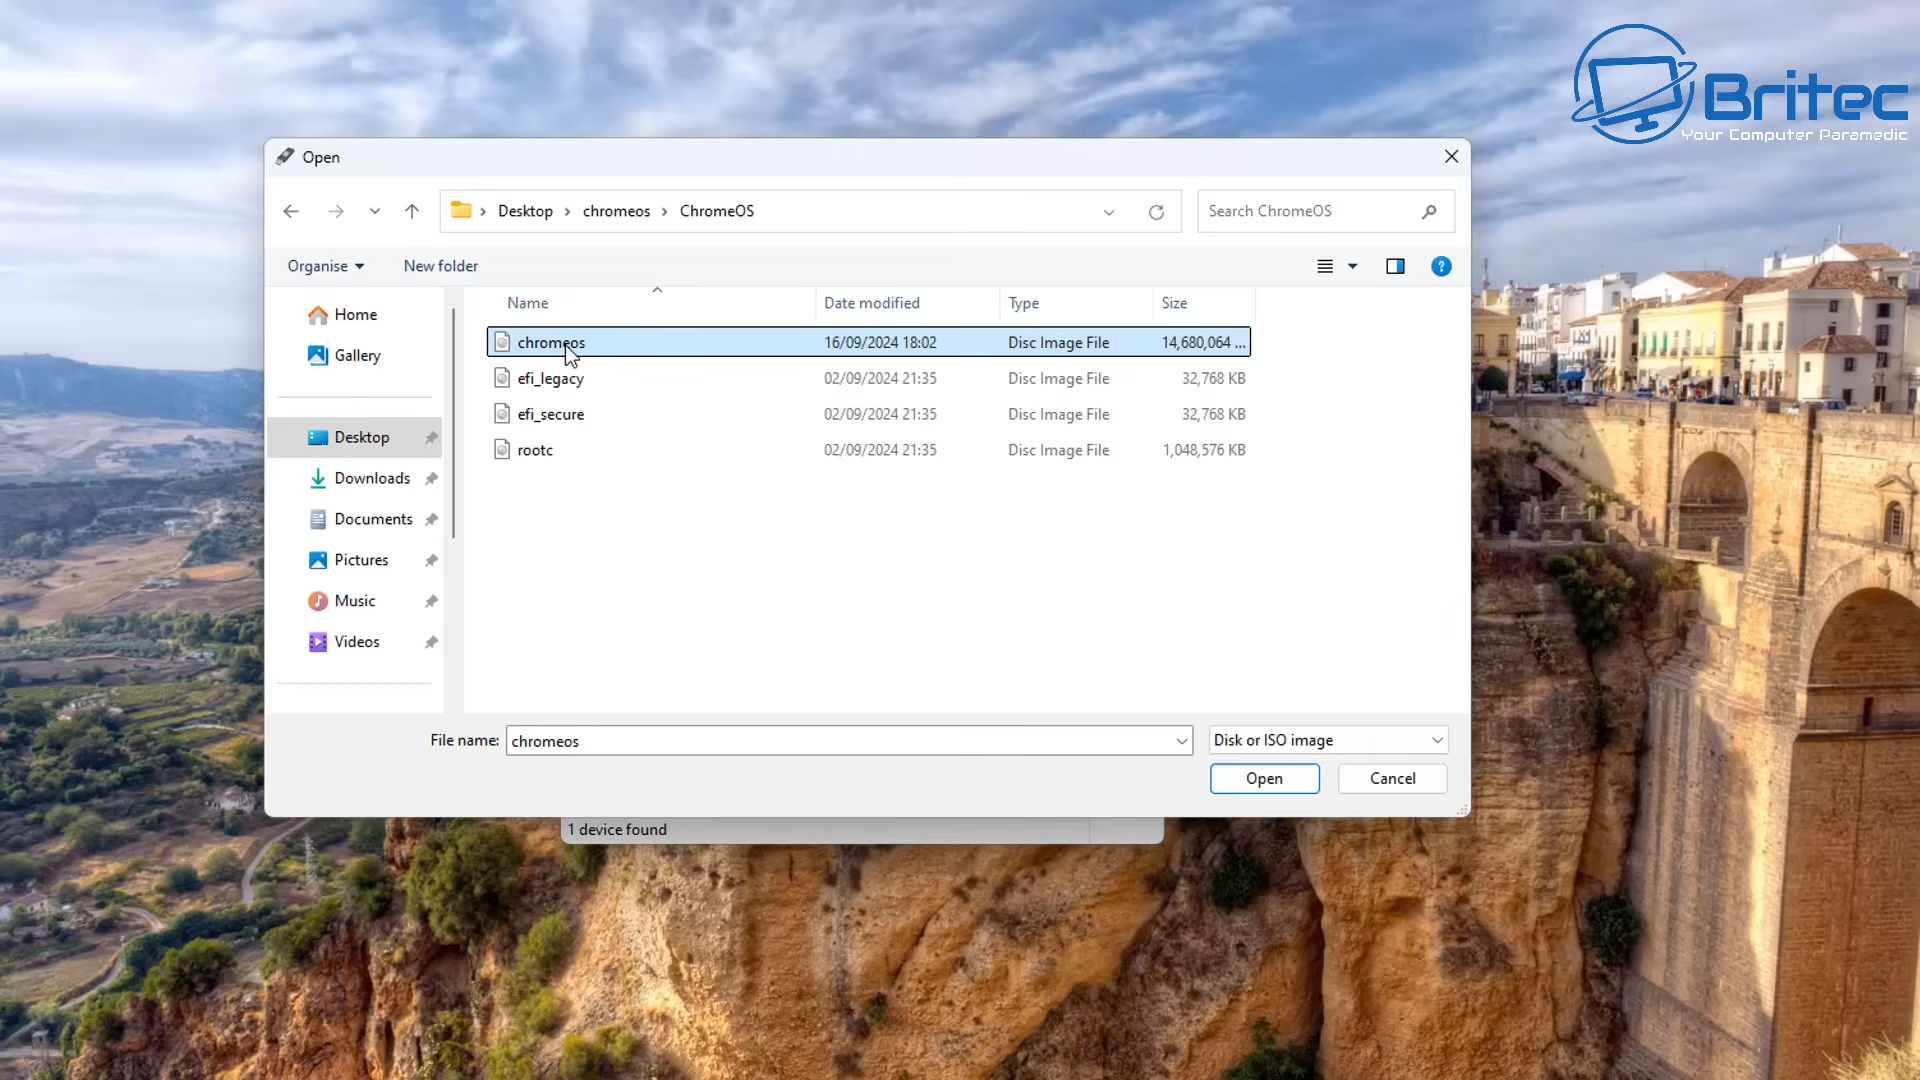 Britec
Your Computer Paramedic
Open
Desktop
chromeos
ChromeOS
Search ChromeOS
Organise
New folder
Name
Date modified
Type
Size
Home
Gallery
Desktop
Downloads
Documents
Pictures
Music
Videos
chromeos 16/09/2024 18:02 Disc Image File 14,680,064 ...
efi_legacy 02/09/2024 21:35 Disc Image File 32,768 KB
efi_secure 02/09/2024 21:35 Disc Image File 32,768 KB
rootc 02/09/2024 21:35 Disc Image File 1,048,576 KB
File name: chromeos
Disk or ISO image
Open
Cancel
1 device found